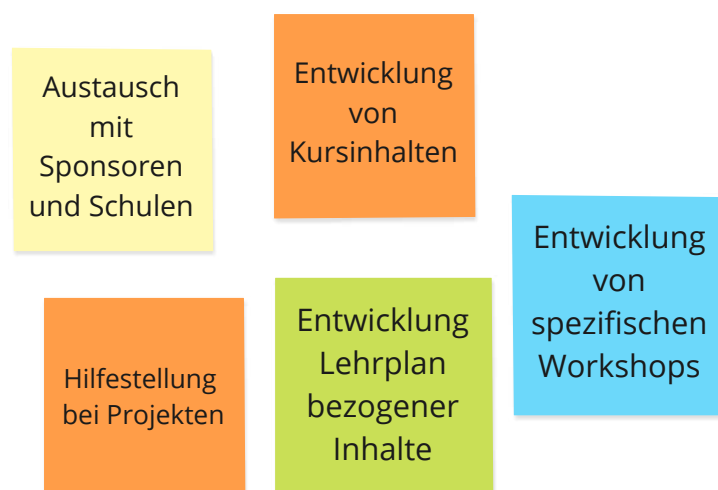 Austausch
mit
Sponsoren
und Schulen
Entwicklung
von
Kursinhalten
Entwicklung
von
spezifischen
Workshops
Hilfestellung
bei Projekten
Entwicklung
Lehrplan
bezogener
Inhalte